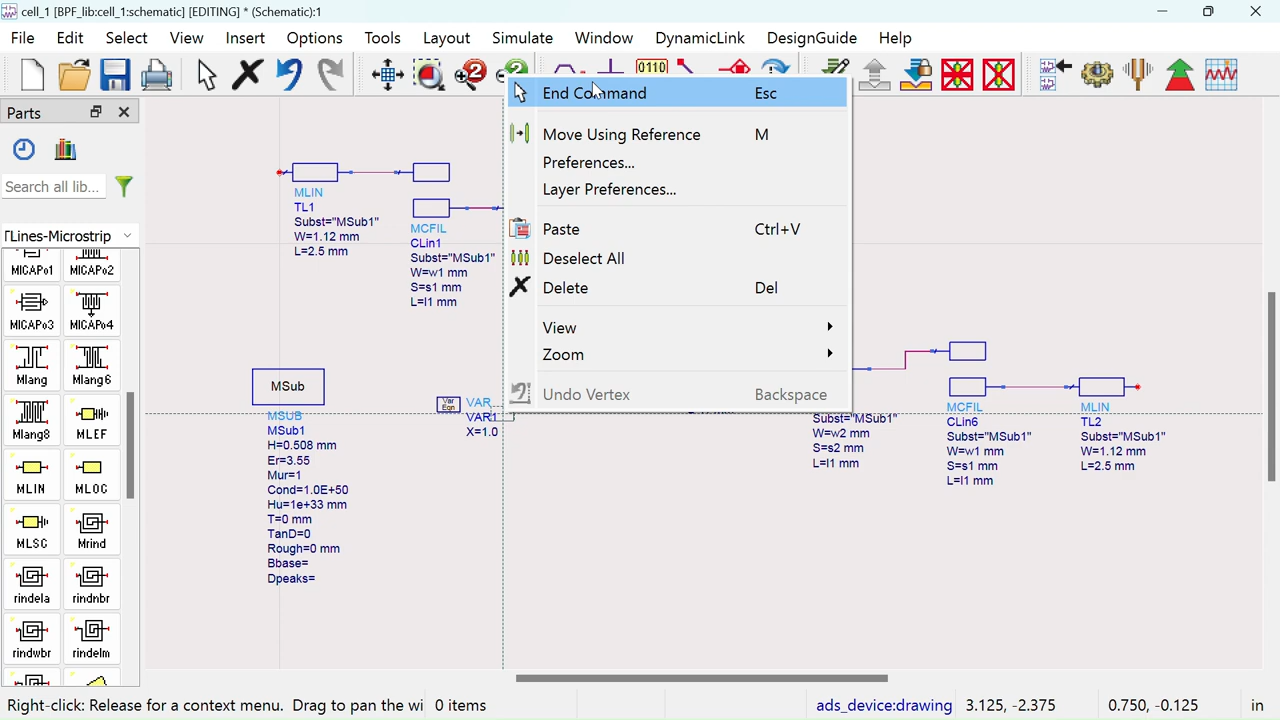 cell_1 [BPF_lib:cell_1:schematic] [EDITING] * (Schematic):1
File Edit Select View Insert Options Tools Layout Simulate Window DynamicLink DesignGuide Help
0110
Parts
Search all lib...
TLines-Microstrip
MICAPo1 MICAPo2
MICAPo3 MICAPo4
Mlang Mlang6
Mlang8 MLEF
MLIN MLOC
MLSC Mrind
rindela rindnbr
rindwbr rindelm
MLIN
TL1
Subst="MSub1"
W=1.12 mm
L=2.5 mm
MCFIL
CLin1
Subst="MSub1"
W=w1 mm
S=s1 mm
L=l1 mm
MSub
MSUB
MSub1
H=0.508 mm
Er=3.55
Mur=1
Cond=1.0E+50
Hu=1e+33 mm
T=0 mm
TanD=0
Rough=0 mm
Bbase=
Dpeaks=
Var
Eqn
VAR
VAR1
X=1.0
End Command Esc
Move Using Reference M
Preferences...
Layer Preferences...
Paste Ctrl+V
Deselect All
Delete Del
View
Zoom
Undo Vertex Backspace
Subst="MSub1"
W=w2 mm
S=s2 mm
L=l1 mm
MCFIL
CLin6
Subst="MSub1"
W=w1 mm
S=s1 mm
L=l1 mm
MLIN
TL2
Subst="MSub1"
W=1.12 mm
L=2.5 mm
Right-click: Release for a context menu. Drag to pan the wi 0 items ads_device:drawing 3.125, -2.375 0.750, -0.125 in